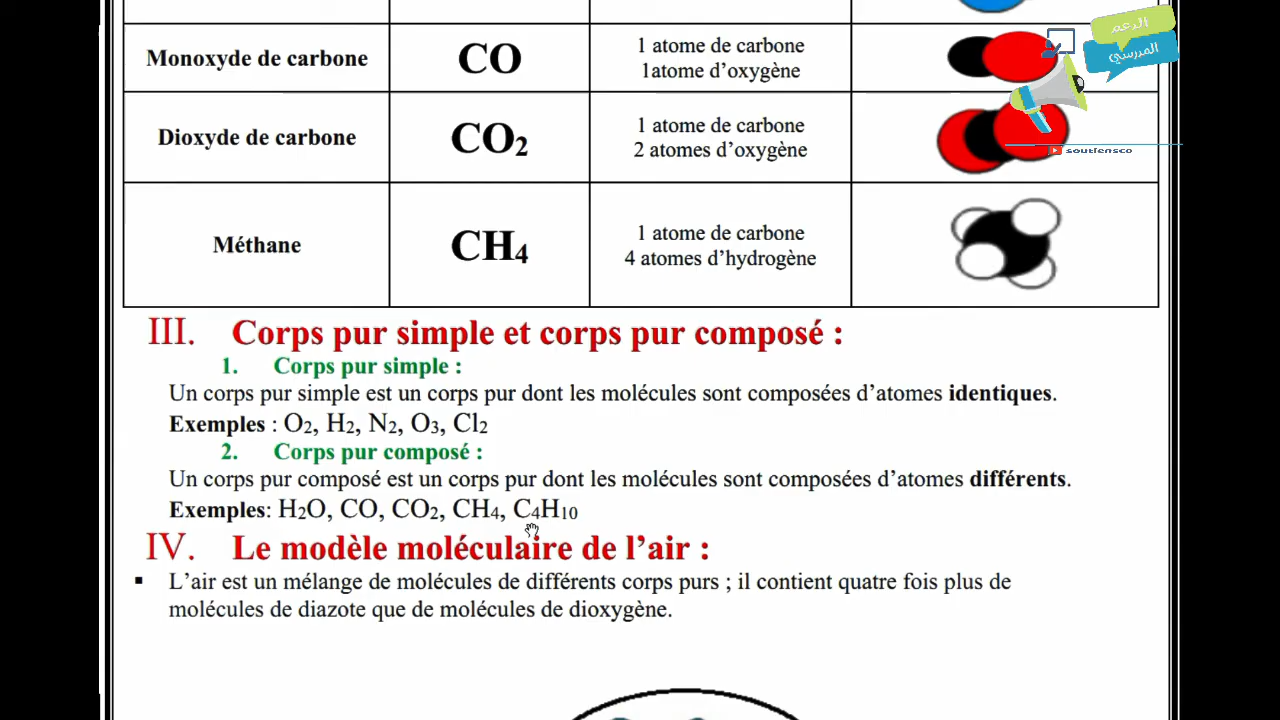 Monoxyde de carbone
CO
1 atome de carbone
1atome d’oxygène
Dioxyde de carbone
CO2
1 atome de carbone
2 atomes d’oxygène
Méthane
CH4
1 atome de carbone
4 atomes d’hydrogène
الدعم
المدرسي
soutiensco
III. Corps pur simple et corps pur composé :
1. Corps pur simple :
Un corps pur simple est un corps pur dont les molécules sont composées d’atomes identiques.
Exemples : O2, H2, N2, O3, Cl2
2. Corps pur composé :
Un corps pur composé est un corps pur dont les molécules sont composées d’atomes différents.
Exemples: H2O, CO, CO2, CH4, C4H10
IV. Le modèle moléculaire de l’air :
▪ L’air est un mélange de molécules de différents corps purs ; il contient quatre fois plus de
molécules de diazote que de molécules de dioxygène.